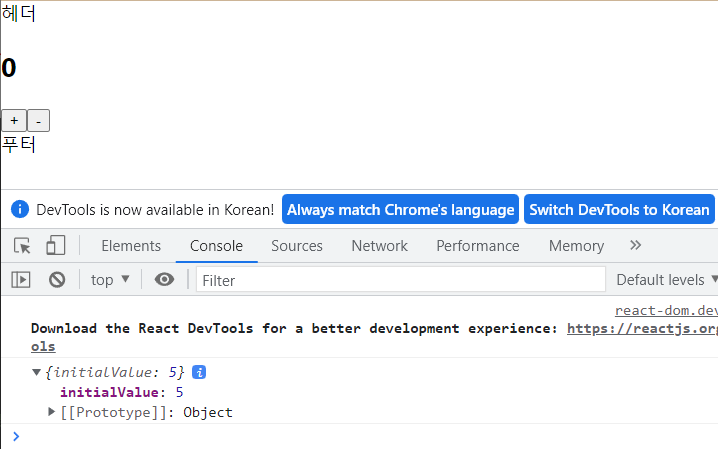 헤더
0
+ -
푸터
DevTools is now available in Korean! Always match Chrome's language Switch DevTools to Korean
Elements Console Sources Network Performance Memory »
top ▼ Filter Default levels ▼
react-dom.dev
Download the React DevTools for a better development experience: https://reactjs.org
ols
▼ {initialValue: 5} i
initialValue: 5
▶ [[Prototype]]: Object
>